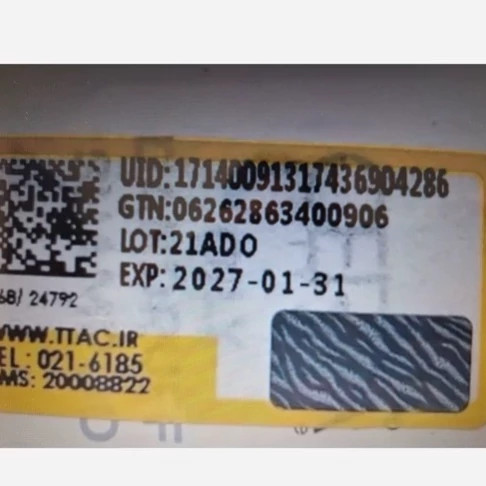 UID:17140091317436904286
GTN:06262863400906
LOT:21ADO
EXP: 2027-01-31
68/ 24792
WWW.TTAC.IR
EL : 021-6185
MS: 20008822